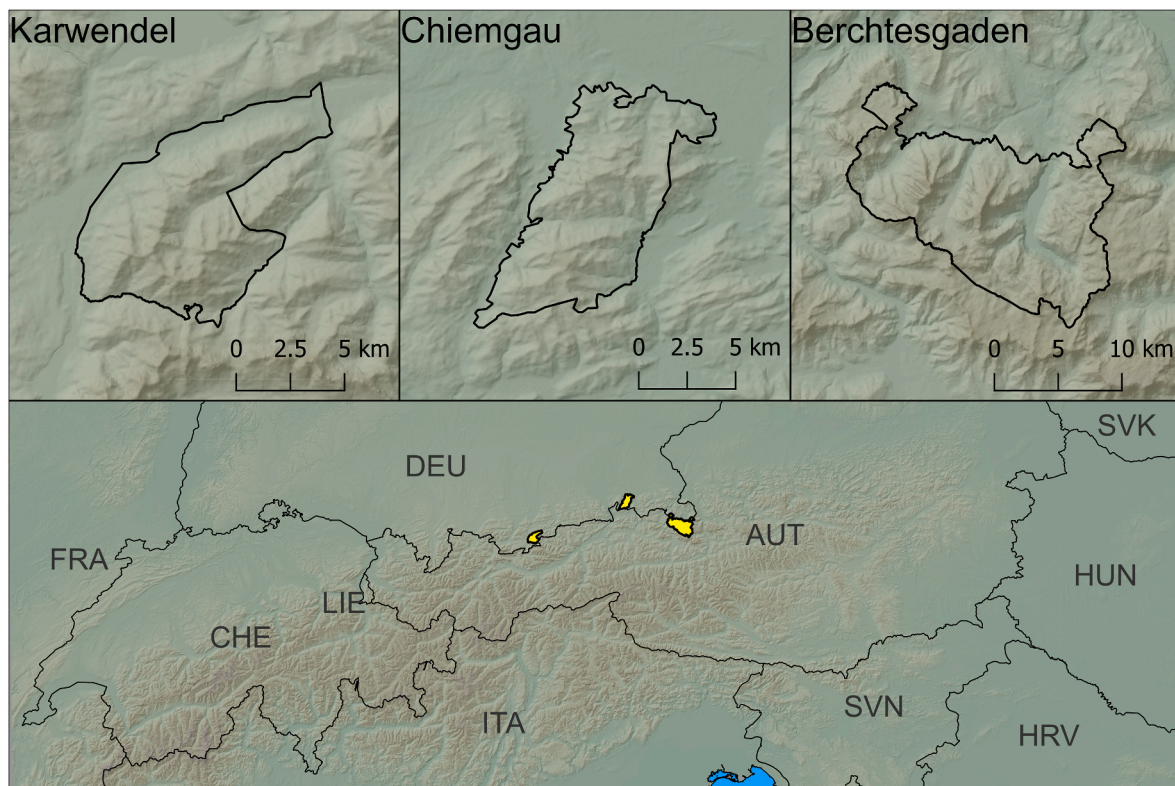 Karwendel
Chiemgau
Berchtesgaden
0 2.5 5 km
0 2.5 5 km
0 5 10 km
SVK
DEU
AUT
FRA
HUN
LIE
CHE
SVN
ITA
HRV